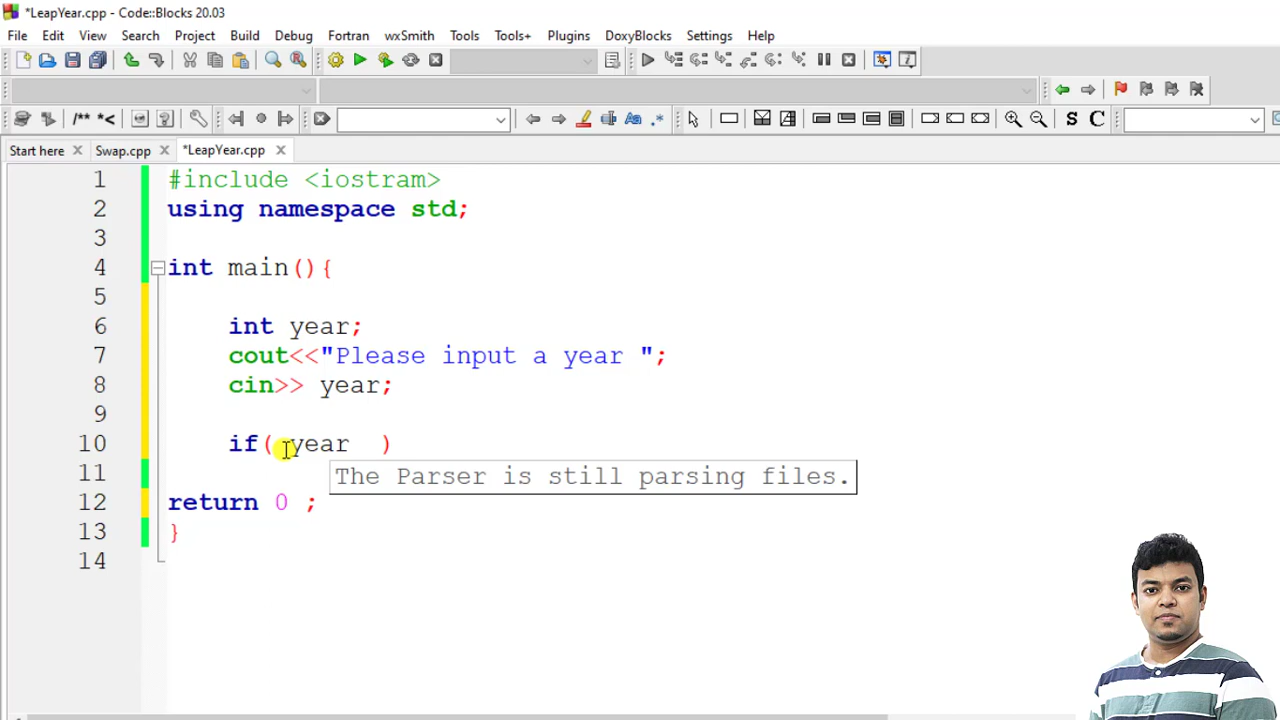 *LeapYear.cpp - Code::Blocks 20.03
File Edit View Search Project Build Debug Fortran wxSmith Tools Tools+ Plugins DoxyBlocks Settings Help
/** *<
Aa .*
S C
Start here Swap.cpp *LeapYear.cpp
1 #include <iostram>
2 using namespace std;
3
4 int main(){
5
6 int year;
7 cout<<"Please input a year ";
8 cin>> year;
9
10 if( year )
11
The Parser is still parsing files.
12 return 0 ;
13 }
14